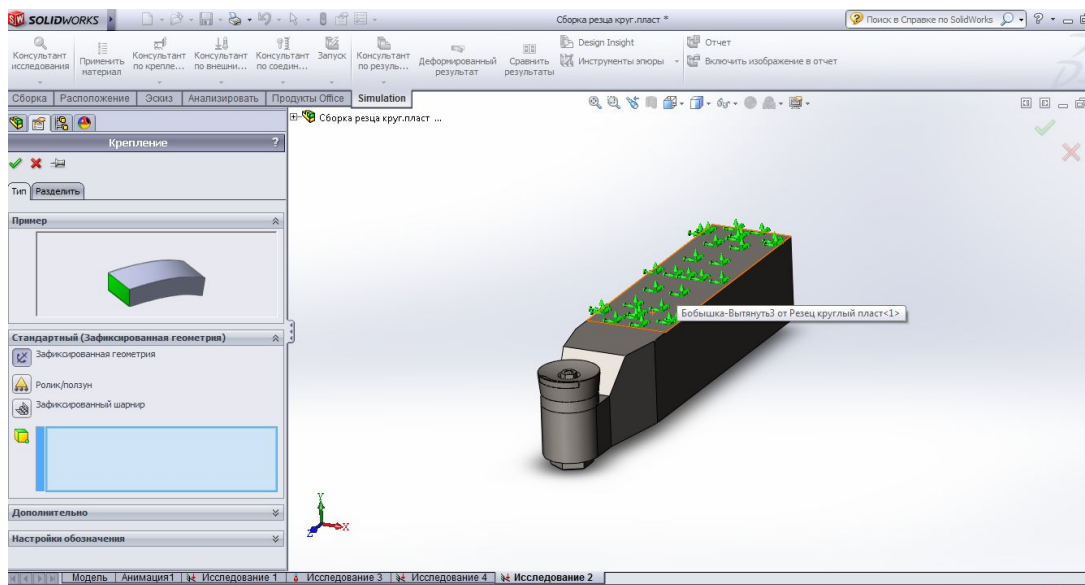 SW SOLIDWORKS
Сборка резца круг.пласт *
Поиск в Справке по SolidWorks
Консультант исследования
Применить материал
Консультант по крепле...
Консультант по внешни...
Консультант по соедин...
Запуск
Консультант по резуль...
Деформированный результат
Сравнить результаты
Design Insight
Инструменты эпюры
Отчет
Включить изображение в отчет
Сборка Расположение Эскиз Анализировать Продукты Office Simulation
Сборка резца круг.пласт ...
Крепление ?
Тип Разделить
Пример
Стандартный (Зафиксированная геометрия)
Зафиксированная геометрия
Ролик/ползун
Зафиксированный шарнир
Дополнительно
Настройки обозначения
Бобышка-Вытянуть3 от Резец круглый пласт<1>
Y
X
Z
Модель Анимация1 Исследование 1 Исследование 3 Исследование 4 Исследование 2